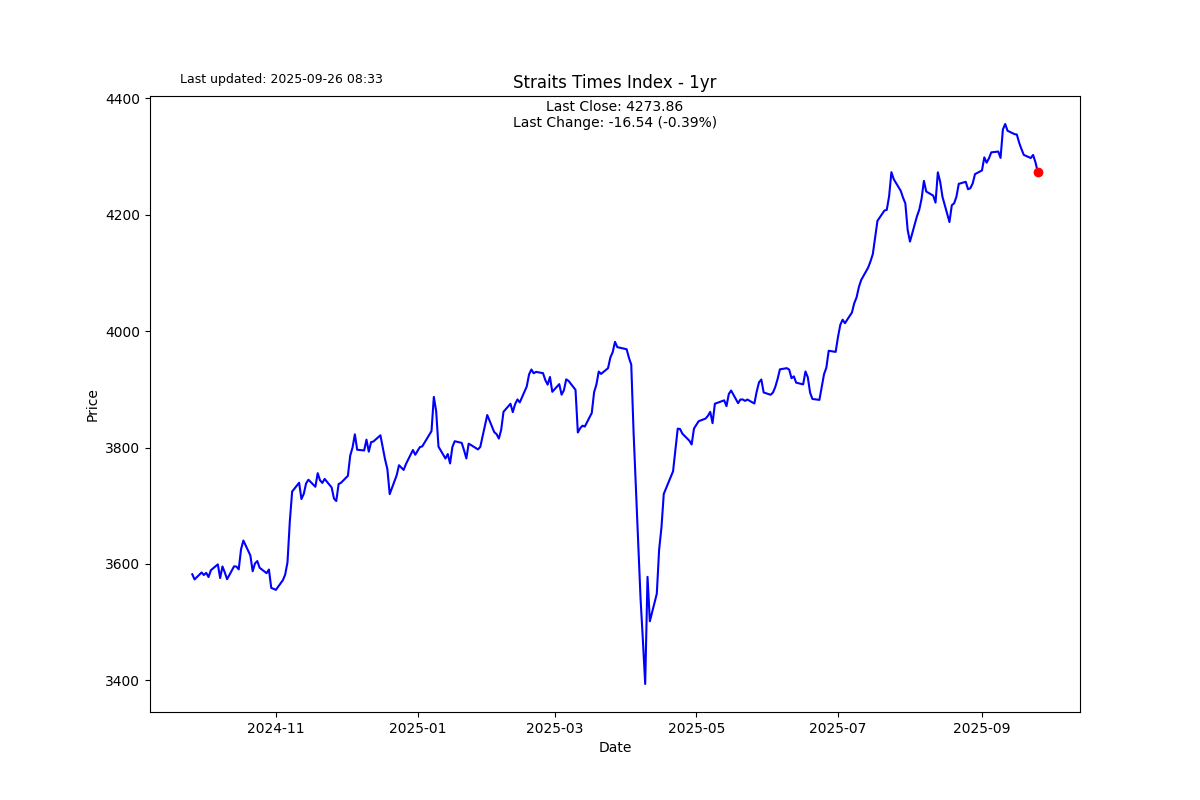 Last updated: 2025-09-26 08:33
Straits Times Index - 1yr
Last Close: 4273.86
Last Change: -16.54 (-0.39%)
4400
4200
4000
3800
3600
3400
Price
2024-11
2025-01
2025-03
2025-05
2025-07
2025-09
Date